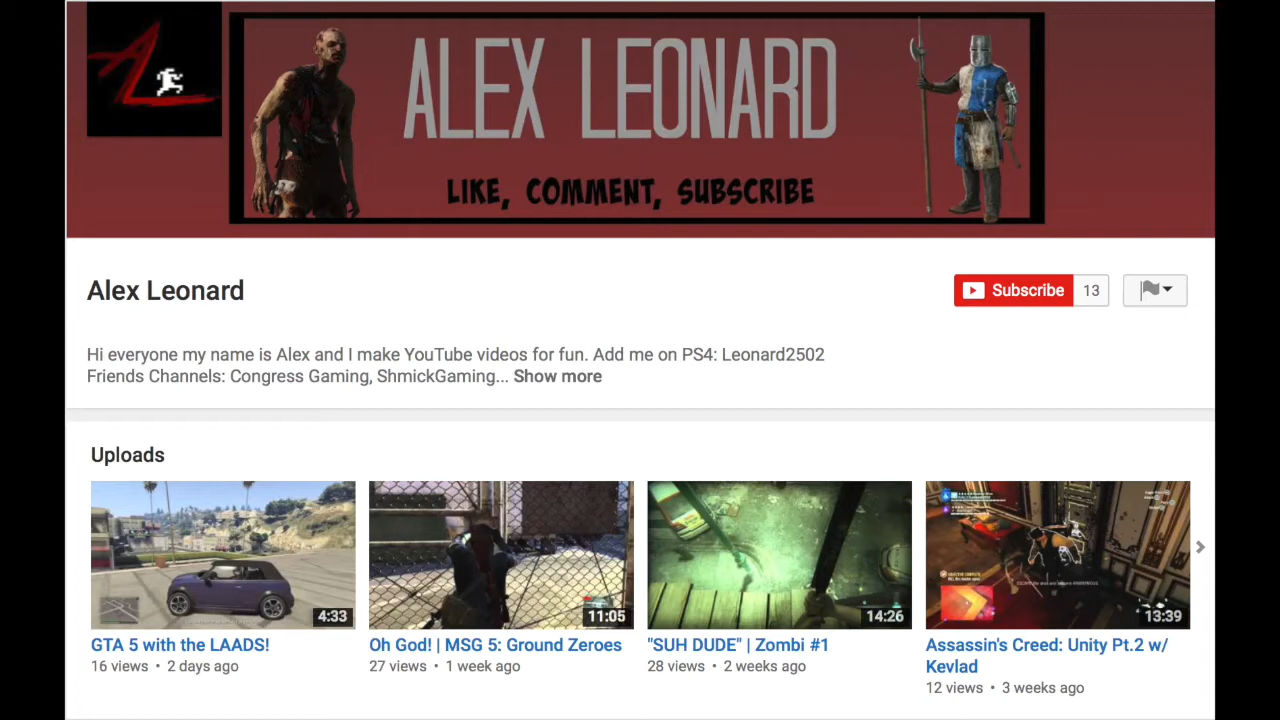 ALEX LEONARD
LIKE, COMMENT, SUBSCRIBE
Alex Leonard
Subscribe 13
Hi everyone my name is Alex and I make YouTube videos for fun. Add me on PS4: Leonard2502
Friends Channels: Congress Gaming, ShmickGaming... Show more
Uploads
4:33
11:05
14:26
13:39
GTA 5 with the LAADS!
16 views • 2 days ago
Oh God! | MSG 5: Ground Zeroes
27 views • 1 week ago
"SUH DUDE" | Zombi #1
28 views • 2 weeks ago
Assassin's Creed: Unity Pt.2 w/
Kevlad
12 views • 3 weeks ago